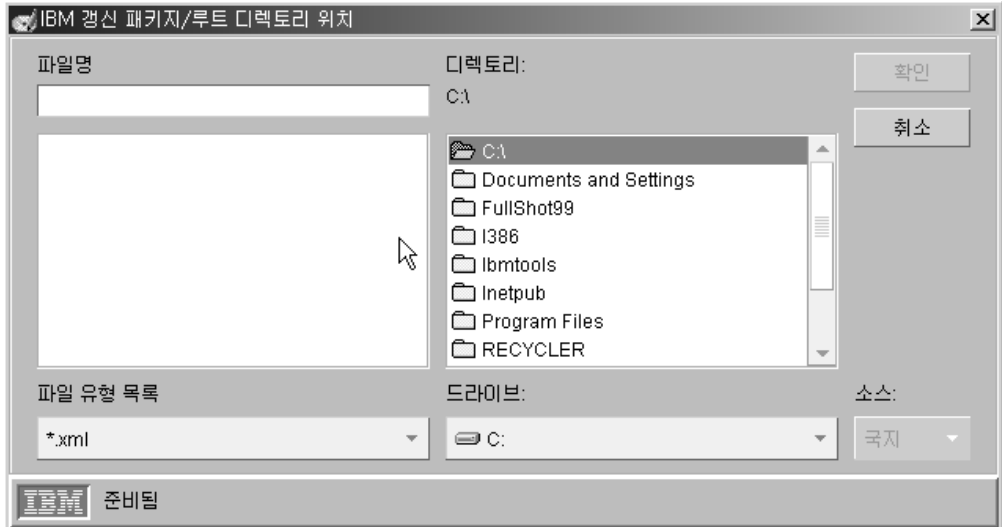 IBM 갱신 패키지/루트 디렉토리 위치
파일명
디렉토리:
C:\
확인
취소
C:\
Documents and Settings
FullShot99
I386
Ibmtools
Inetpub
Program Files
RECYCLER
파일 유형 목록
드라이브:
소스:
*.xml
C:
국지
IBM 준비됨